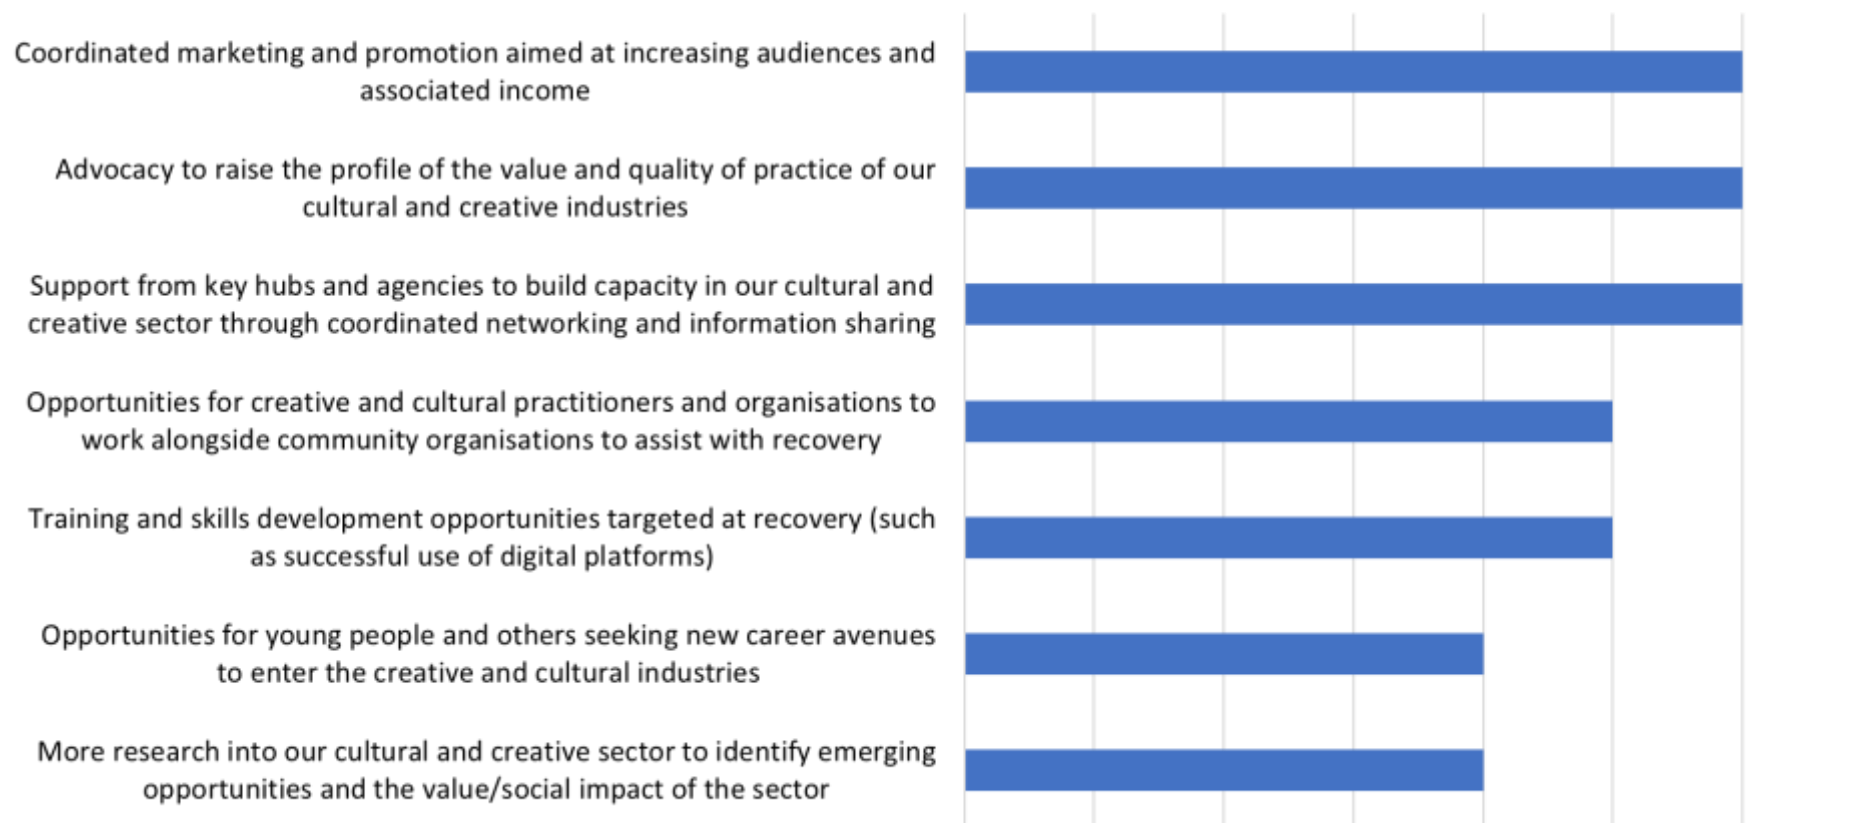 Coordinated marketing and promotion aimed at increasing audiences and
associated income
Advocacy to raise the profile of the value and quality of practice of our
cultural and creative industries
Support from key hubs and agencies to build capacity in our cultural and
creative sector through coordinated networking and information sharing
Opportunities for creative and cultural practitioners and organisations to
work alongside community organisations to assist with recovery
Training and skills development opportunities targeted at recovery (such
as successful use of digital platforms)
Opportunities for young people and others seeking new career avenues
to enter the creative and cultural industries
More research into our cultural and creative sector to identify emerging
opportunities and the value/social impact of the sector